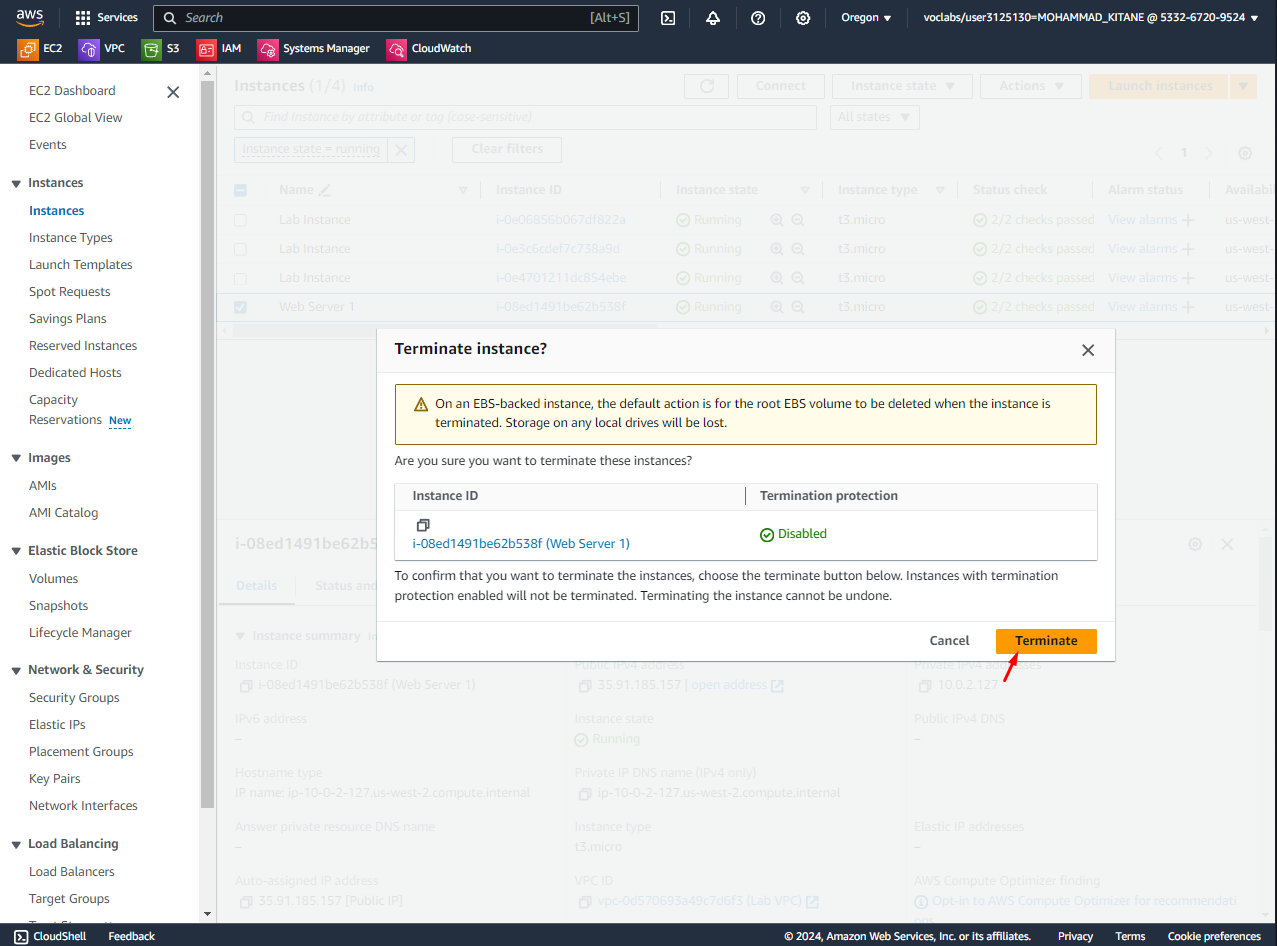 aws Services Search [Alt+S] Oregon voclabs/user3125130=MOHAMMAD_KITANE @ 5332-6720-9524
EC2 VPC S3 IAM Systems Manager CloudWatch
EC2 Dashboard
EC2 Global View
Events
Instances
Instances
Instance Types
Launch Templates
Spot Requests
Savings Plans
Reserved Instances
Dedicated Hosts
Capacity
Reservations New
Images
AMIs
AMI Catalog
Elastic Block Store
Volumes
Snapshots
Lifecycle Manager
Network & Security
Security Groups
Elastic IPs
Placement Groups
Key Pairs
Network Interfaces
Load Balancing
Load Balancers
Target Groups
Instances (1/4) Info Connect Instance state Actions Launch instances
Find Instance by attribute or tag (case-sensitive) All states
Instance state = running Clear filters
1
Name Instance ID Instance state Instance type Status check Alarm status Availabil
Lab Instance i-0e06856b067df822a Running t3.micro 2/2 checks passed View alarms us-west-
Lab Instance i-0e3c6cdef7c738a9d Running t3.micro 2/2 checks passed View alarms us-west-
Lab Instance i-0e4701211dc854ebe Running t3.micro 2/2 checks passed View alarms us-west-
Web Server 1 i-08ed1491be62b538f Running t3.micro 2/2 checks passed View alarms us-west-
Terminate instance?
On an EBS-backed instance, the default action is for the root EBS volume to be deleted when the instance is
terminated. Storage on any local drives will be lost.
Are you sure you want to terminate these instances?
Instance ID Termination protection
i-08ed1491be62b538f (Web Server 1) Disabled
To confirm that you want to terminate the instances, choose the terminate button below. Instances with termination
protection enabled will not be terminated. Terminating the instance cannot be undone.
Cancel Terminate
i-08ed1491be62b5
Details Status and
Instance summary
Instance ID Public IPv4 address Private IPv4 addresses
i-08ed1491be62b538f (Web Server 1) 35.91.185.157 | open address 10.0.2.127
IPv6 address Instance state Public IPv4 DNS
– Running –
Hostname type Private IP DNS name (IPv4 only)
IP name: ip-10-0-2-127.us-west-2.compute.internal ip-10-0-2-127.us-west-2.compute.internal
Answer private resource DNS name Instance type Elastic IP addresses
– t3.micro –
Auto-assigned IP address VPC ID AWS Compute Optimizer finding
35.91.185.157 [Public IP] vpc-0d570693a49c7d6f3 (Lab VPC) Opt-in to AWS Compute Optimizer for recommendati
ons
CloudShell Feedback © 2024, Amazon Web Services, Inc. or its affiliates. Privacy Terms Cookie preferences